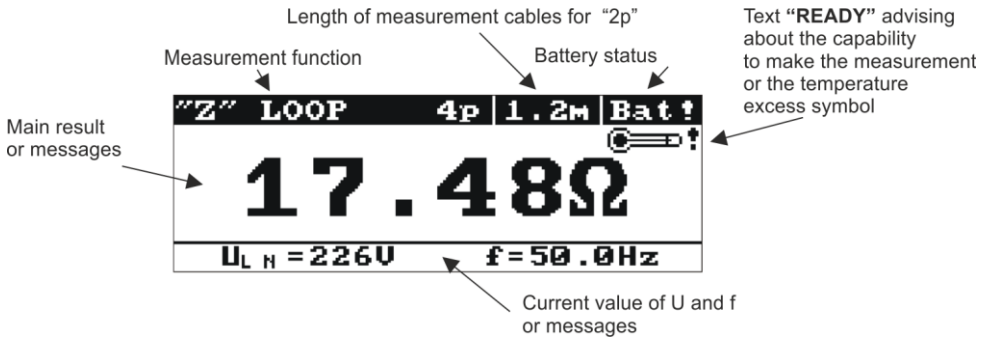 Length of measurement cables for “2p”
Measurement function
Battery status
Text “READY” advising
about the capability
to make the measurement
or the temperature
excess symbol
Main result
or messages
”Z” LOOP 4p 1.2m Bat!
!
17.48Ω
UL N=226V f=50.0Hz
Current value of U and f
or messages